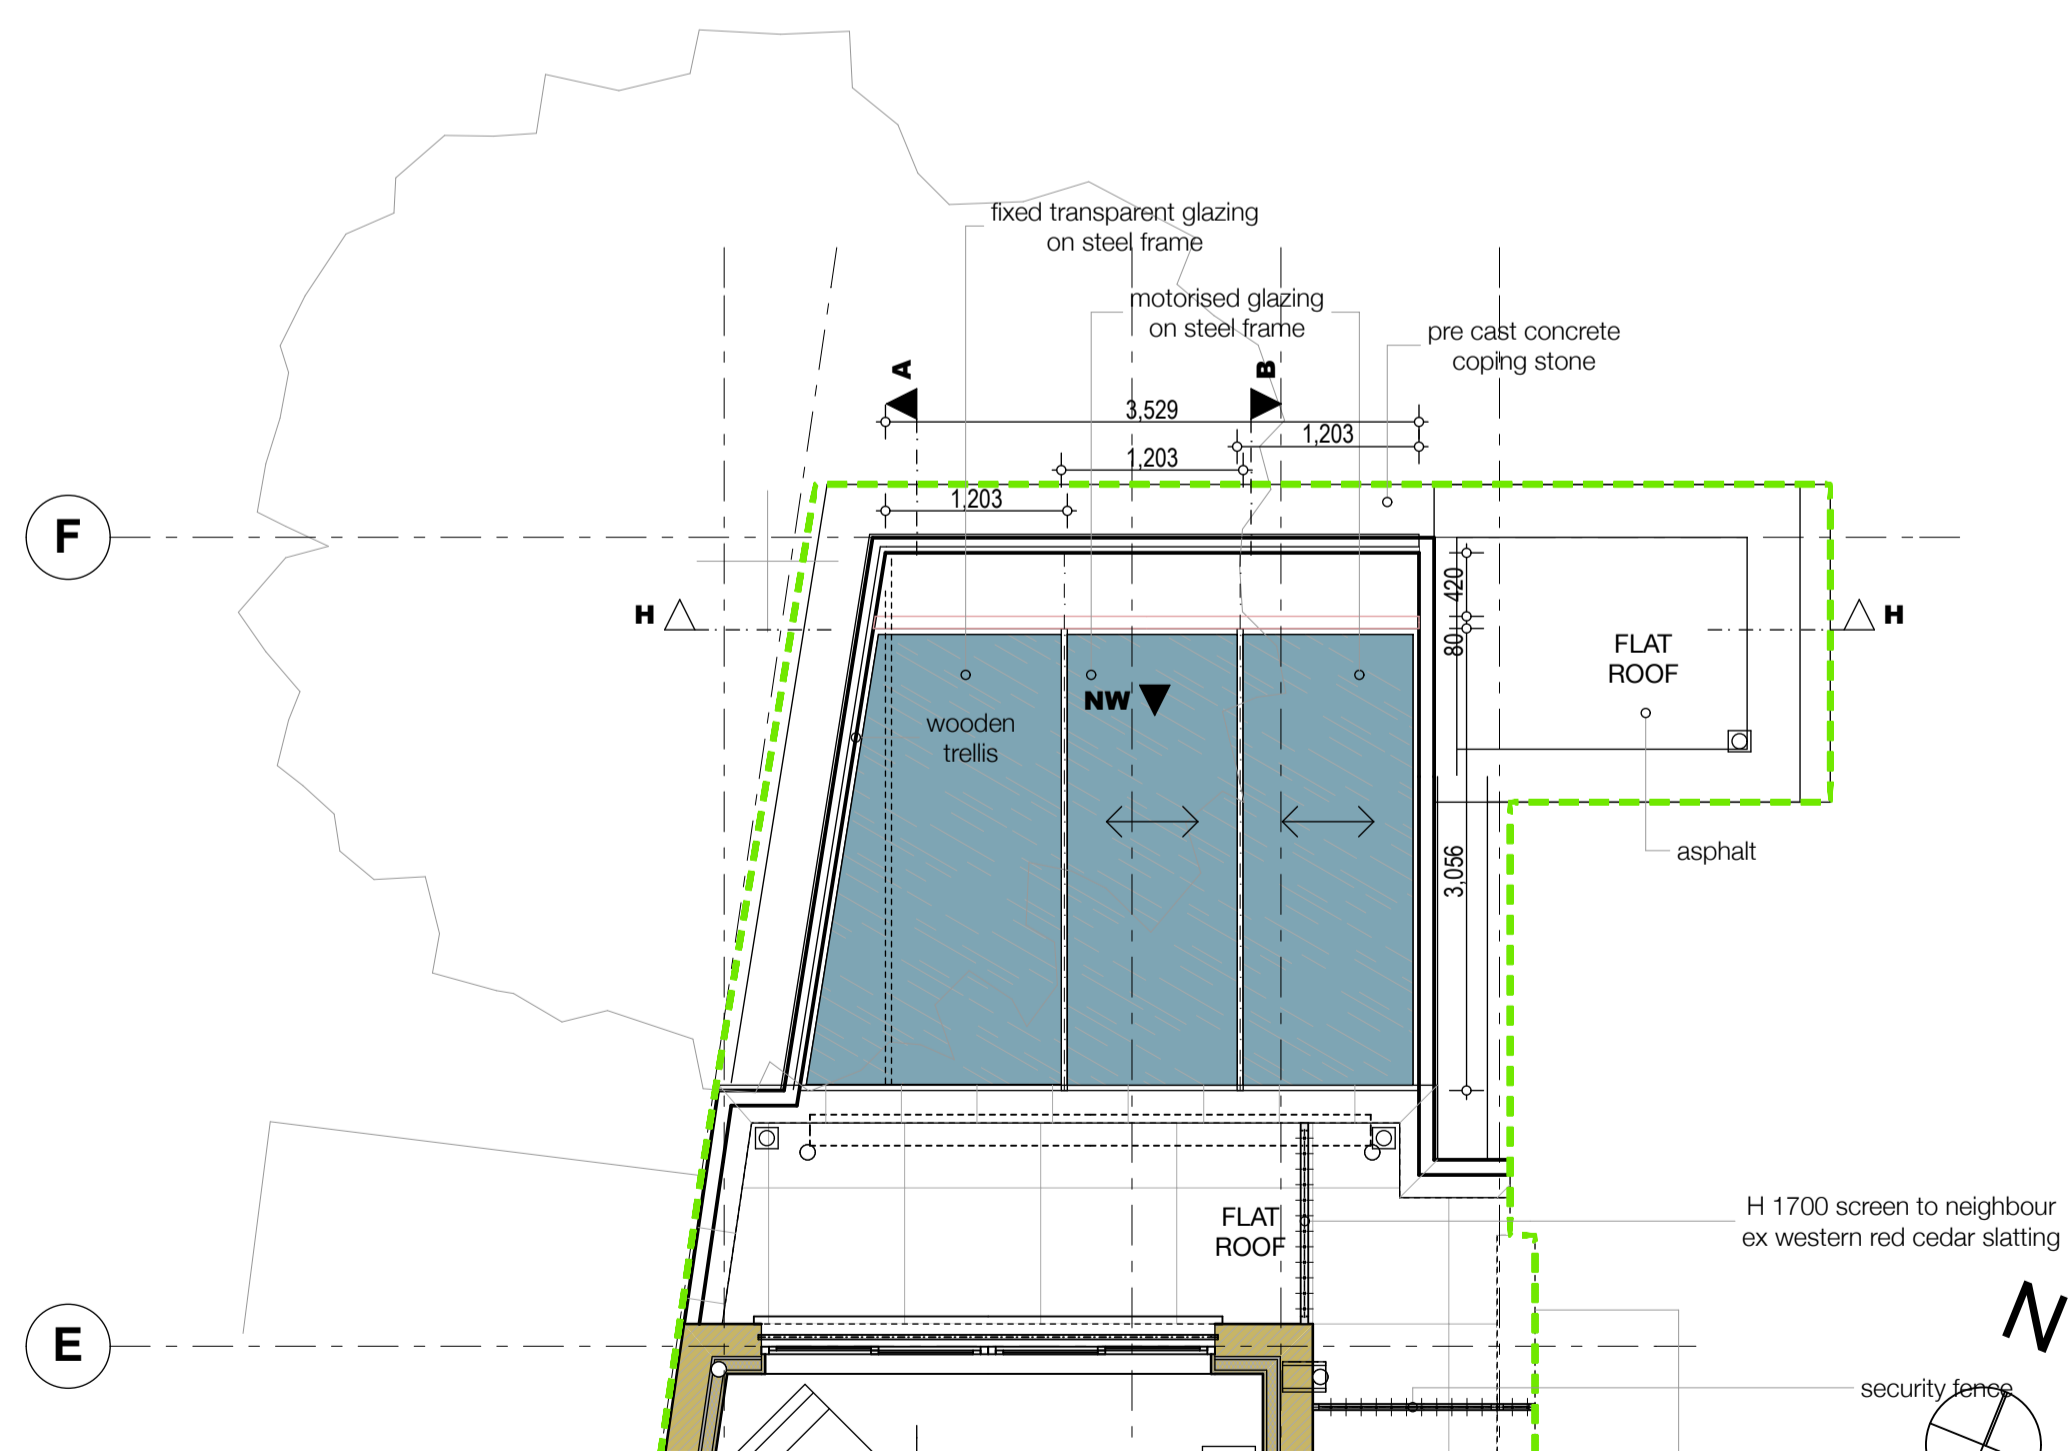 fixed transparent glazing
on steel frame
motorised glazing
on steel frame
pre cast concrete
coping stone
A
B
3,529
1,203
1,203
1,203
F
H
H
420
80
FLAT
ROOF
NW
wooden
trellis
asphalt
3,056
H 1700 screen to neighbour
ex western red cedar slatting
FLAT
ROOF
N
E
security fence